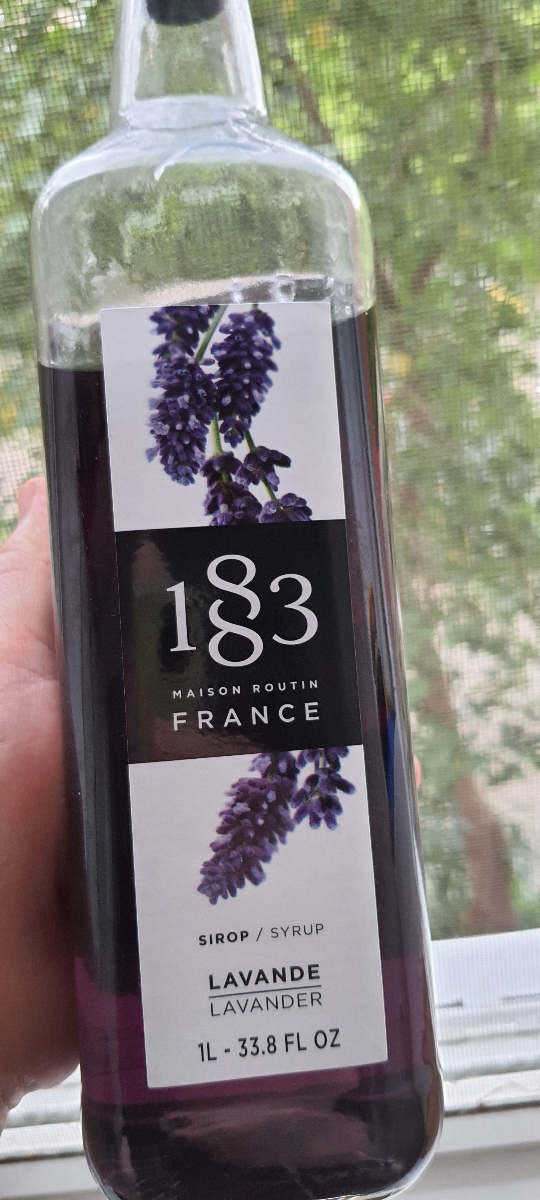 1883
MAISON ROUTIN
FRANCE
SIROP / SYRUP
LAVANDE
LAVANDER
1L - 33.8 FL OZ